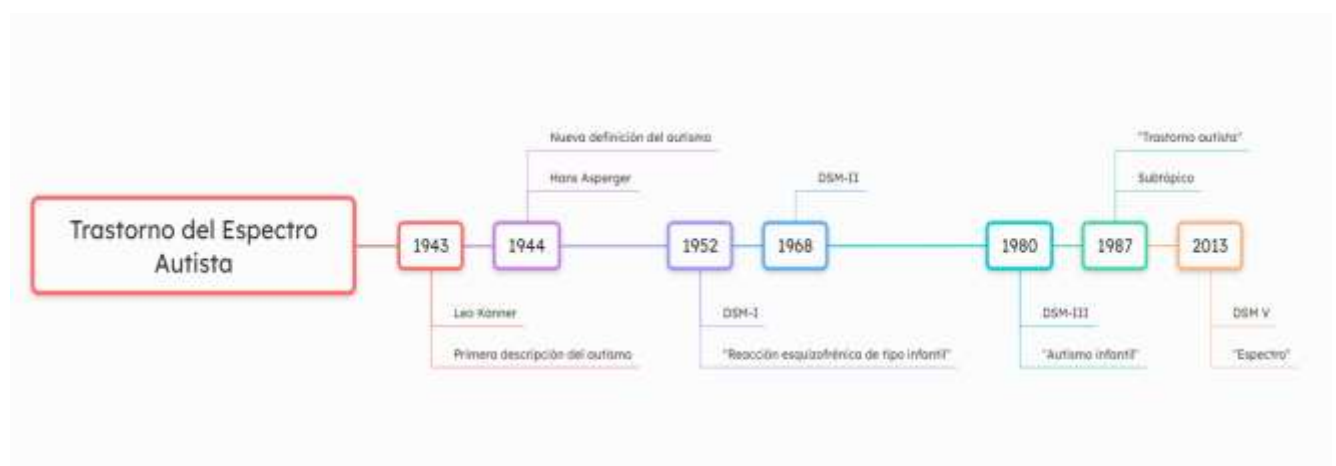 Trastorno del Espectro
Autista
1943
Leo Kanner
Primera descripción del autismo
1944
Nueva definición del autismo
Hans Asperger
1952
DSM-I
"Reacción esquizofrénica de tipo infantil"
1968
DSM-II
1980
DSM-III
"Autismo infantil"
1987
"Trastorno autista"
Subtrópico
2013
DSM V
"Espectro"